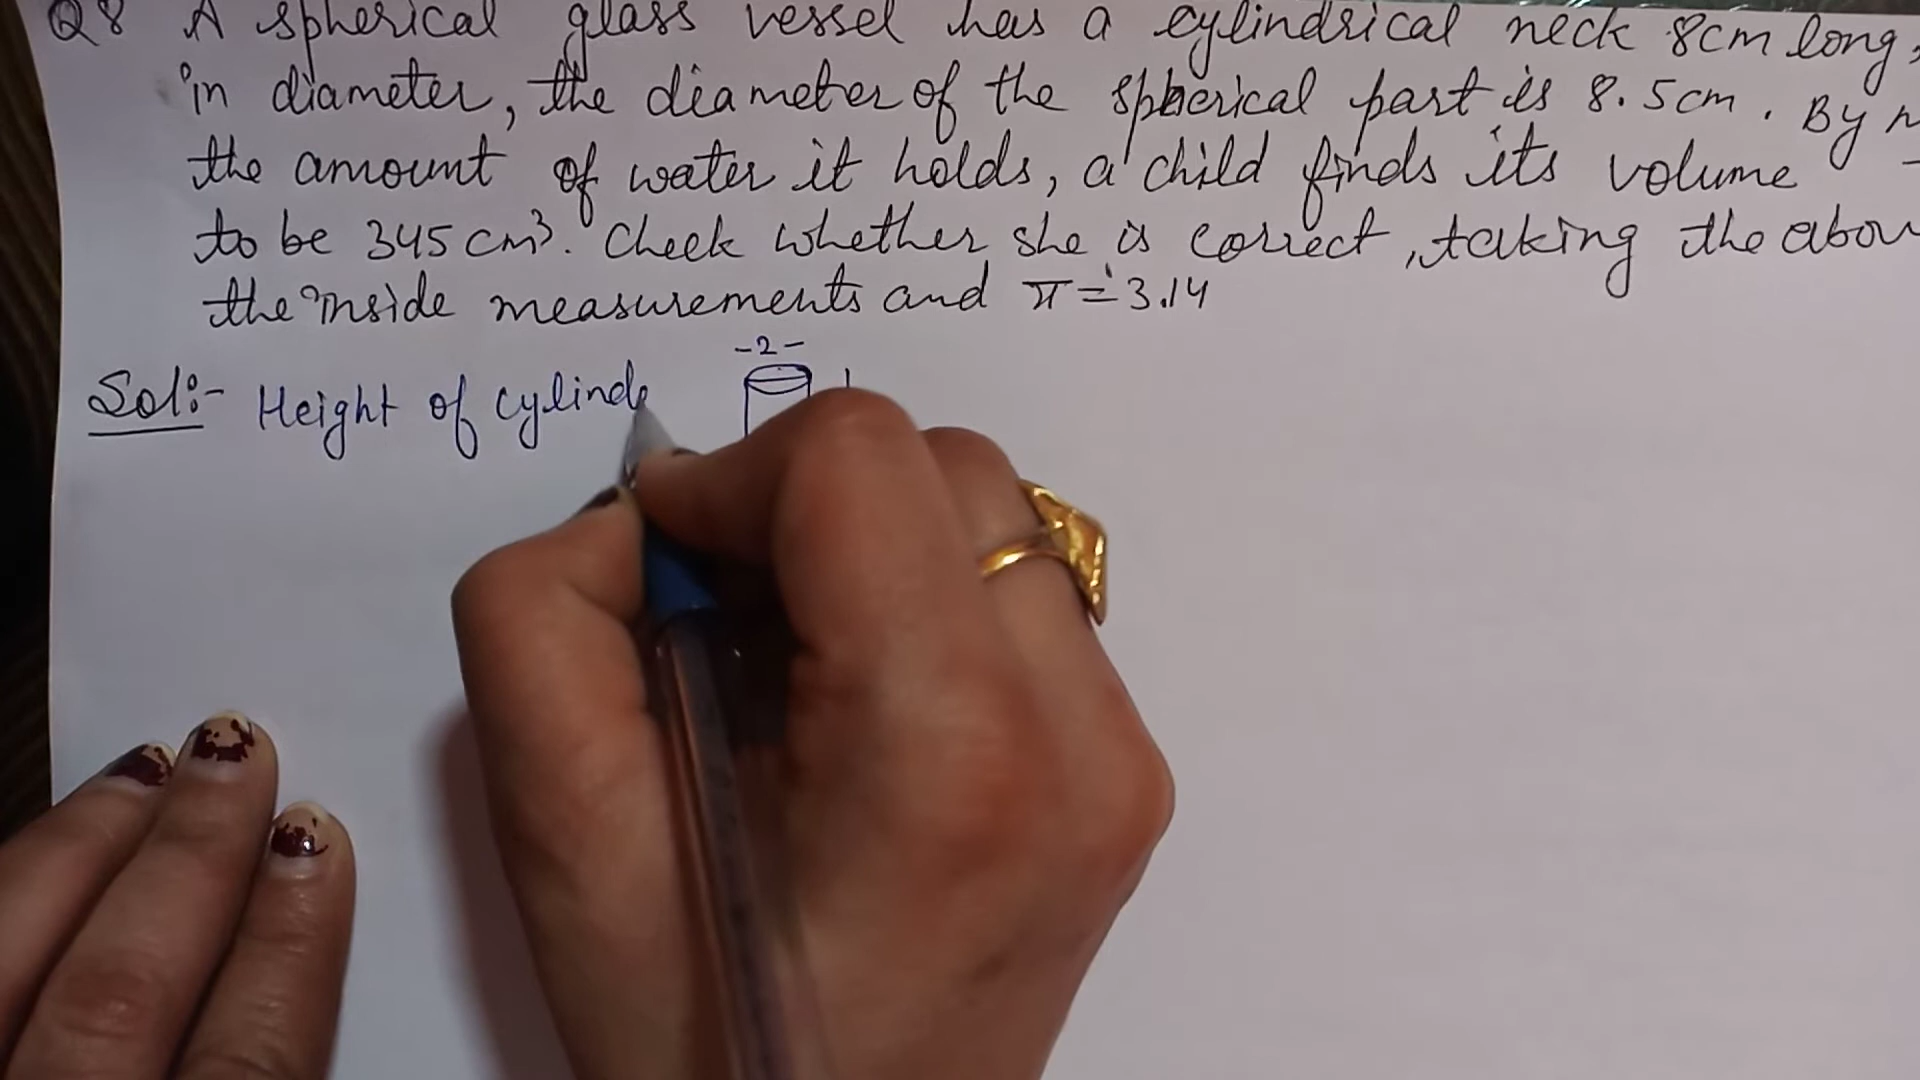 Q8 A spherical glass vessel has a cylindrical neck 8cm long,
in diameter, the diameter of the spherical part is 8.5cm. By
the amount of water it holds, a child finds its volume
to be 345 cm³. Check whether she is correct, taking the
the inside measurements and π = 3.14
-2-
Sol:- Height of cylinde